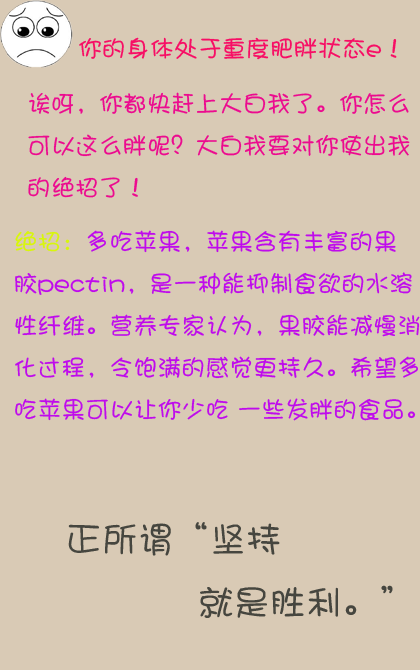 你的身体处于重度肥胖状态e！
诶呀，你都快赶上大白我了。你怎么
可以这么胖呢？大白我要对你使出我
的绝招了！
绝招：多吃苹果，苹果含有丰富的果
胶pectin，是一种能抑制食欲的水溶
性纤维。营养专家认为，果胶能减慢消
化过程，令饱满的感觉更持久。希望多
吃苹果可以让你少吃 一些发胖的食品。
正所谓“坚持
就是胜利。”